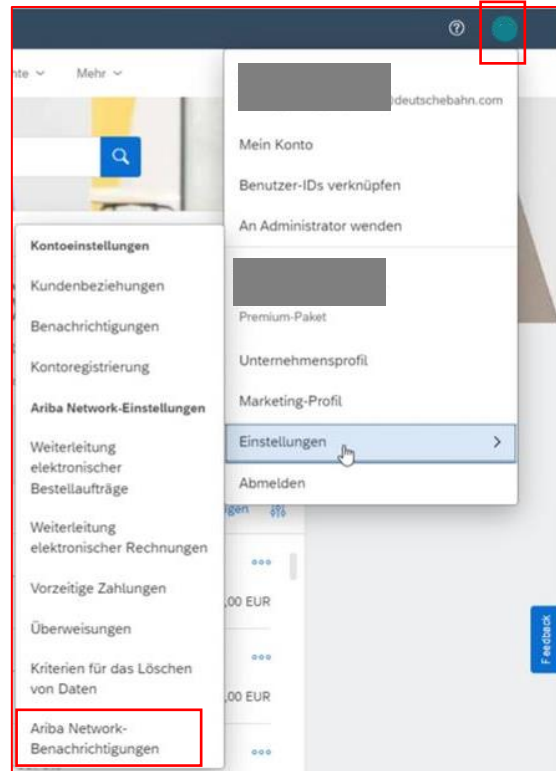 nte Mehr
@deutschebahn.com
Mein Konto
Benutzer-IDs verknüpfen
An Administrator wenden
Premium-Paket
Unternehmensprofil
Marketing-Profil
Einstellungen
Abmelden
Kontoeinstellungen
Kundenbeziehungen
Benachrichtigungen
Kontoregistrierung
Ariba Network-Einstellungen
Weiterleitung
elektronischer
Bestellaufträge
Weiterleitung
elektronischer Rechnungen
Vorzeitige Zahlungen
Überweisungen
Kriterien für das Löschen
von Daten
Ariba Network-
Benachrichtigungen
igen
,00 EUR
,00 EUR
Feedback